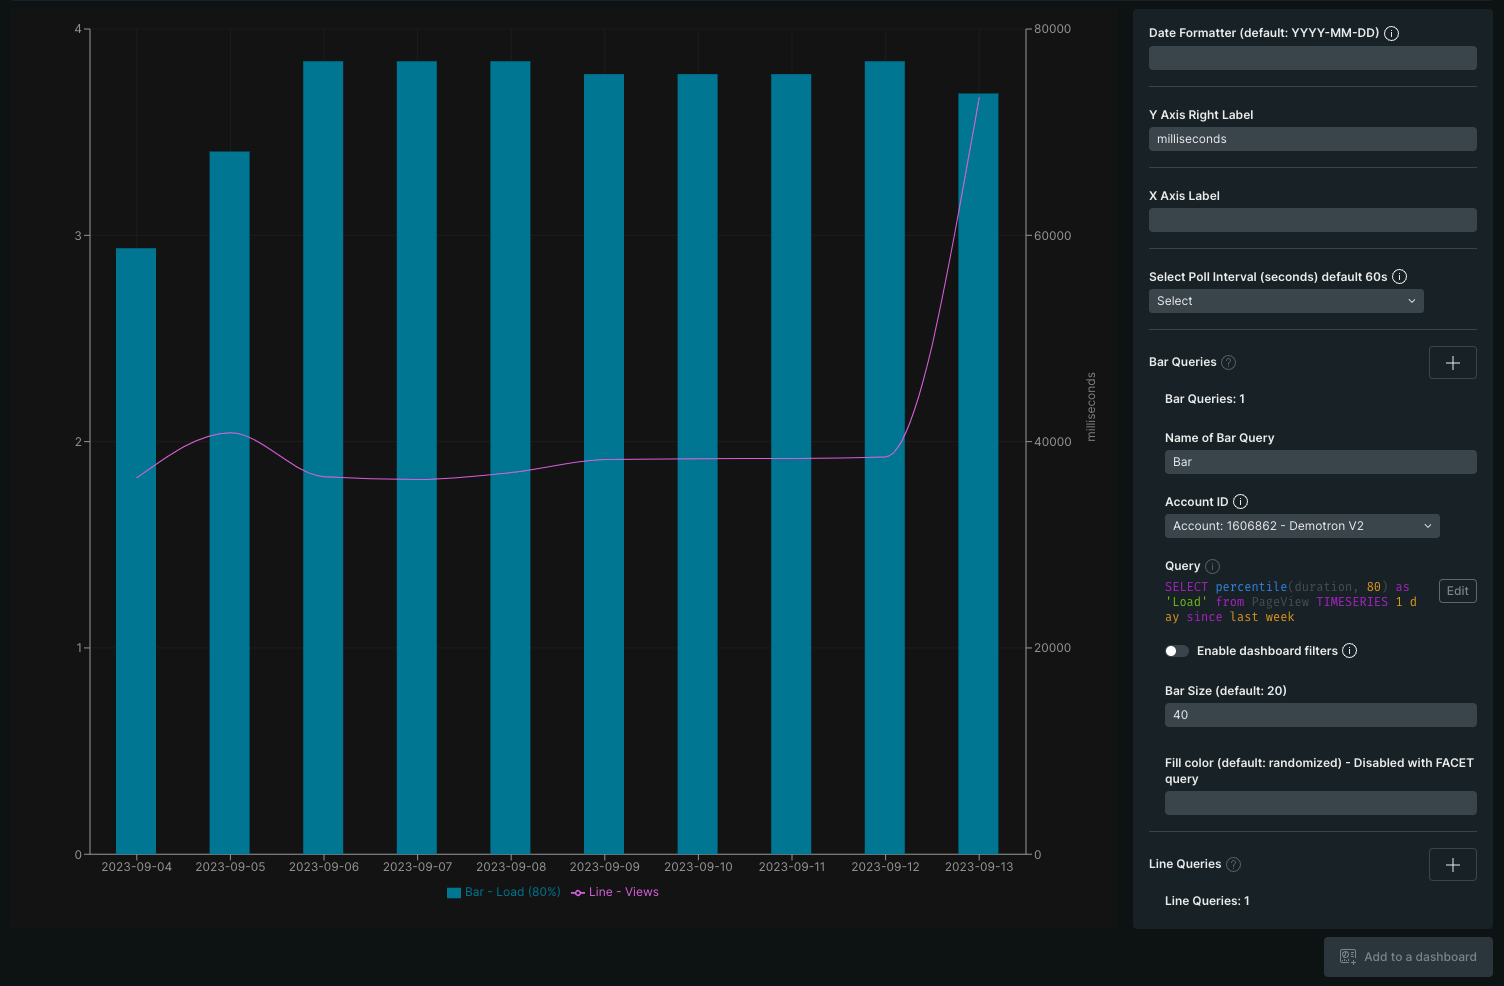 4
3
2
1
0
80000
60000
40000
20000
0
milliseconds
2023-09-04 2023-09-05 2023-09-06 2023-09-07 2023-09-08 2023-09-09 2023-09-10 2023-09-11 2023-09-12 2023-09-13
Bar - Load (80%) Line - Views
Date Formatter (default: YYYY-MM-DD)
Y Axis Right Label
milliseconds
X Axis Label
Select Poll Interval (seconds) default 60s
Select
Bar Queries
Bar Queries: 1
Name of Bar Query
Bar
Account ID
Account: 1606862 - Demotron V2
Query
SELECT percentile(duration, 80) as
'Load' from PageView TIMESERIES 1 d
ay since last week
Edit
Enable dashboard filters
Bar Size (default: 20)
40
Fill color (default: randomized) - Disabled with FACET
query
Line Queries
Line Queries: 1
Add to a dashboard